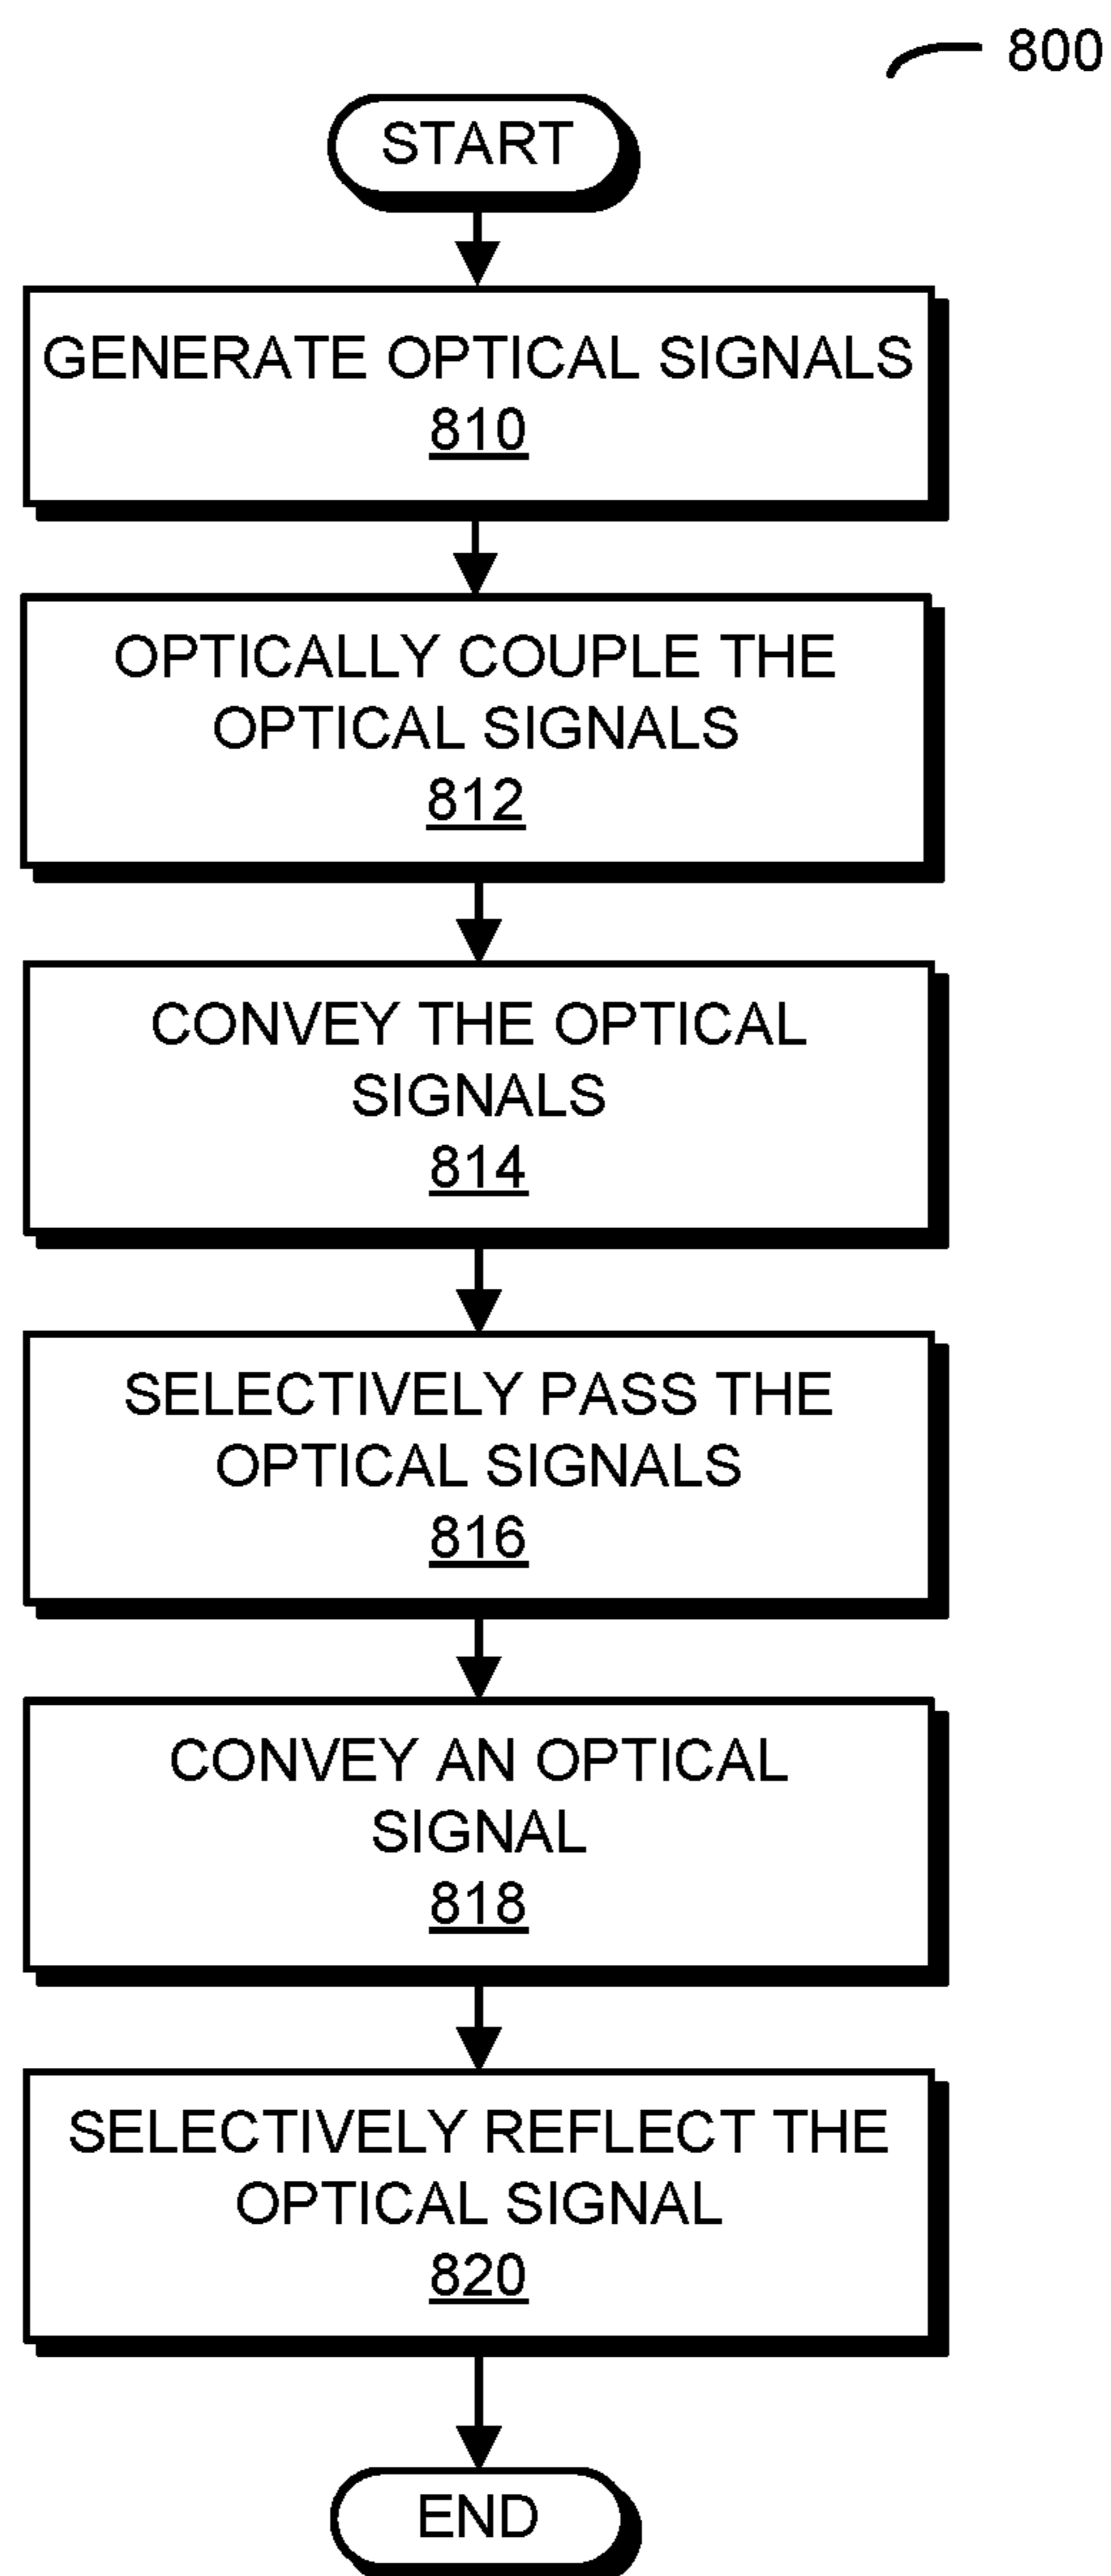 800
START
GENERATE OPTICAL SIGNALS
810
OPTICALLY COUPLE THE
OPTICAL SIGNALS
812
CONVEY THE OPTICAL
SIGNALS
814
SELECTIVELY PASS THE
OPTICAL SIGNALS
816
CONVEY AN OPTICAL
SIGNAL
818
SELECTIVELY REFLECT THE
OPTICAL SIGNAL
820
END